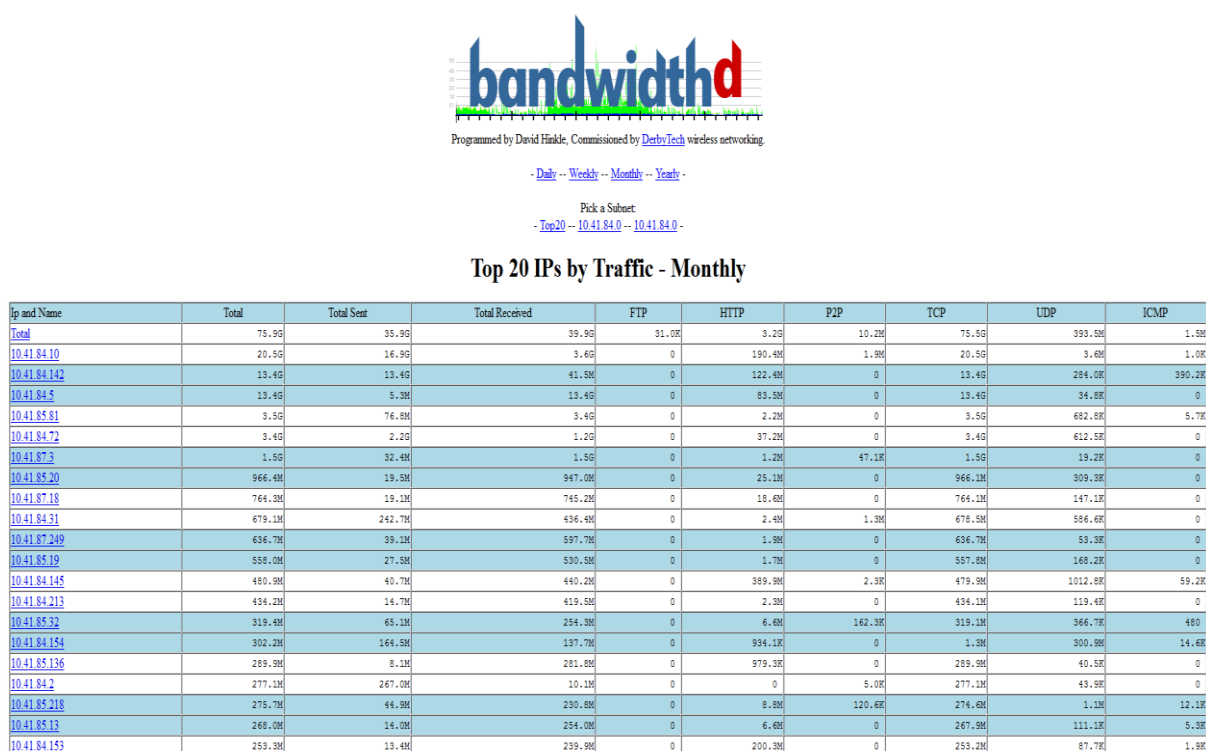 bandwidthd
Programmed by David Hinkle, Commissioned by DerbyTech wireless networking.
- Daily -- Weekly -- Monthly -- Yearly -
Pick a Subnet:
- Top20 -- 10.41.84.0 -- 10.41.84.0 -
Top 20 IPs by Traffic - Monthly
Ip and Name Total Total Sent Total Received FTP HTTP P2P TCP UDP ICMP
Total 75.9G 35.9G 39.9G 31.0K 3.2G 10.2M 75.5G 393.5M 1.5M
10.41.84.10 20.5G 16.9G 3.6G 0 190.4M 1.9M 20.5G 3.6M 1.0K
10.41.84.142 13.4G 13.4G 41.5M 0 122.4M 0 13.4G 284.0K 390.2K
10.41.84.5 13.4G 5.3M 13.4G 0 83.5M 0 13.4G 34.8K 0
10.41.85.81 3.5G 76.8M 3.4G 0 2.2M 0 3.5G 682.8K 5.7K
10.41.84.72 3.4G 2.2G 1.2G 0 37.2M 0 3.4G 612.5K 0
10.41.87.3 1.5G 32.4M 1.5G 0 1.2M 47.1K 1.5G 19.2K 0
10.41.85.20 966.4M 19.5M 947.0M 0 25.1M 0 966.1M 309.3K 0
10.41.87.18 764.3M 19.1M 745.2M 0 18.6M 0 764.1M 147.1K 0
10.41.84.31 679.1M 242.7M 436.4M 0 2.4M 1.3M 678.5M 586.6K 0
10.41.87.249 636.7M 39.1M 597.7M 0 1.9M 0 636.7M 53.3K 0
10.41.85.19 558.0M 27.5M 530.5M 0 1.7M 0 557.8M 168.2K 0
10.41.84.145 480.9M 40.7M 440.2M 0 389.9M 2.3K 479.9M 1012.8K 59.2K
10.41.84.213 434.2M 14.7M 419.5M 0 2.3M 0 434.1M 119.4K 0
10.41.85.32 319.4M 65.1M 254.3M 0 6.6M 162.3K 319.1M 366.7K 480
10.41.84.154 302.2M 164.5M 137.7M 0 934.1K 0 1.3M 300.9M 14.6K
10.41.85.136 289.9M 8.1M 281.8M 0 979.3K 0 289.9M 40.5K 0
10.41.84.2 277.1M 267.0M 10.1M 0 0 5.0K 277.1M 43.9K 0
10.41.85.218 275.7M 44.9M 230.8M 0 8.8M 120.6K 274.6M 1.1M 12.1K
10.41.85.13 268.0M 14.0M 254.0M 0 6.6M 0 267.9M 111.1K 5.3K
10.41.84.153 253.3M 13.4M 239.9M 0 200.3M 0 253.2M 87.7K 1.9K